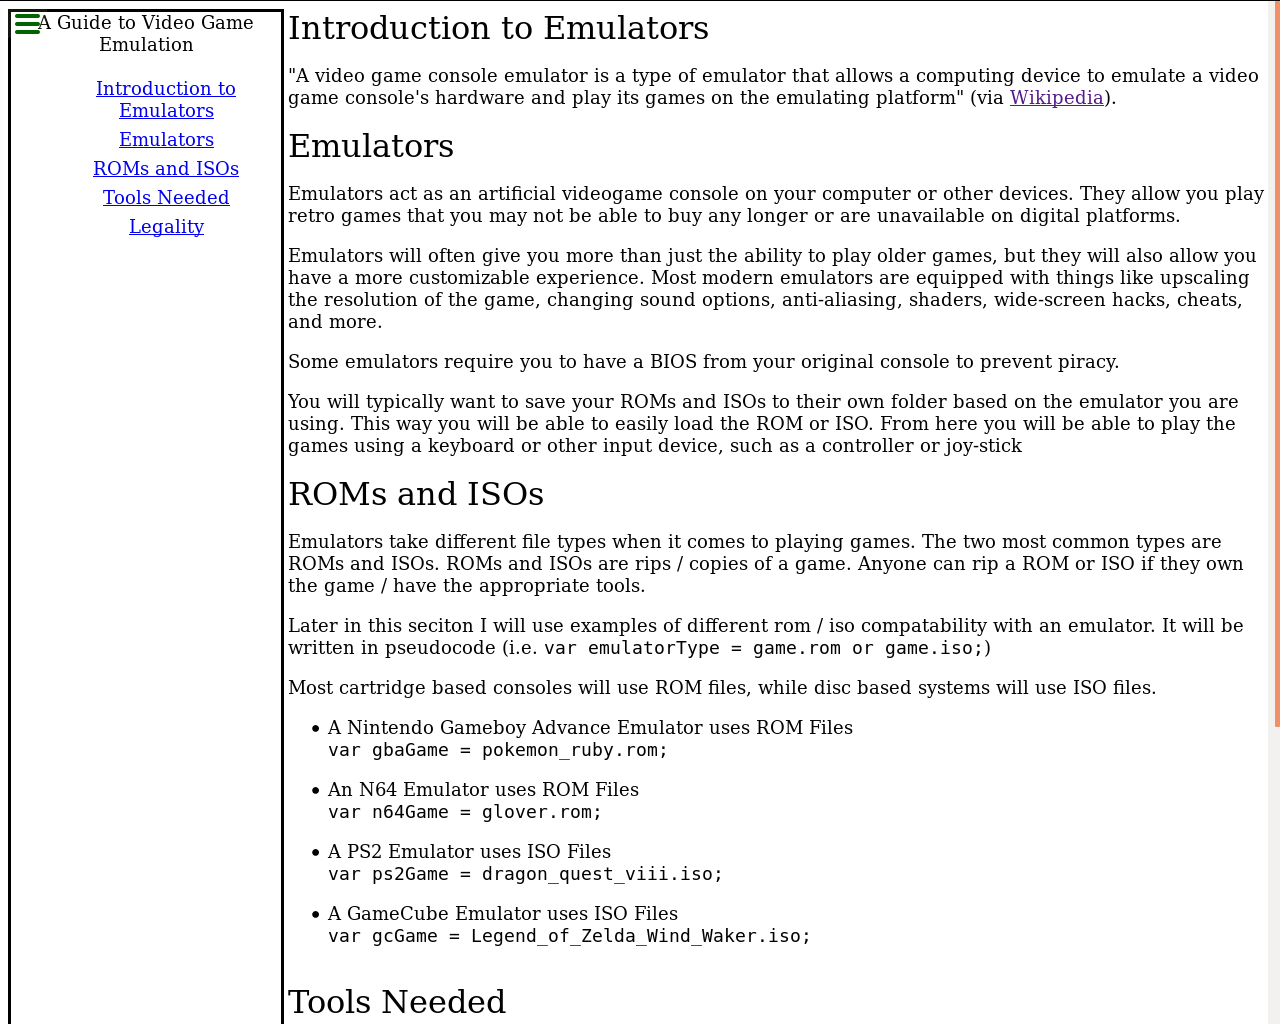 A Guide to Video Game
Emulation
Introduction to
Emulators
Emulators
ROMs and ISOs
Tools Needed
Legality
Introduction to Emulators
"A video game console emulator is a type of emulator that allows a computing device to emulate a video
game console's hardware and play its games on the emulating platform" (via Wikipedia).
Emulators
Emulators act as an artificial videogame console on your computer or other devices. They allow you play
retro games that you may not be able to buy any longer or are unavailable on digital platforms.
Emulators will often give you more than just the ability to play older games, but they will also allow you
have a more customizable experience. Most modern emulators are equipped with things like upscaling
the resolution of the game, changing sound options, anti-aliasing, shaders, wide-screen hacks, cheats,
and more.
Some emulators require you to have a BIOS from your original console to prevent piracy.
You will typically want to save your ROMs and ISOs to their own folder based on the emulator you are
using. This way you will be able to easily load the ROM or ISO. From here you will be able to play the
games using a keyboard or other input device, such as a controller or joy-stick
ROMs and ISOs
Emulators take different file types when it comes to playing games. The two most common types are
ROMs and ISOs. ROMs and ISOs are rips / copies of a game. Anyone can rip a ROM or ISO if they own
the game / have the appropriate tools.
Later in this seciton I will use examples of different rom / iso compatability with an emulator. It will be
written in pseudocode (i.e. var emulatorType = game.rom or game.iso;)
Most cartridge based consoles will use ROM files, while disc based systems will use ISO files.
• A Nintendo Gameboy Advance Emulator uses ROM Files
var gbaGame = pokemon_ruby.rom;
• An N64 Emulator uses ROM Files
var n64Game = glover.rom;
• A PS2 Emulator uses ISO Files
var ps2Game = dragon_quest_viii.iso;
• A GameCube Emulator uses ISO Files
var gcGame = Legend_of_Zelda_Wind_Waker.iso;
Tools Needed